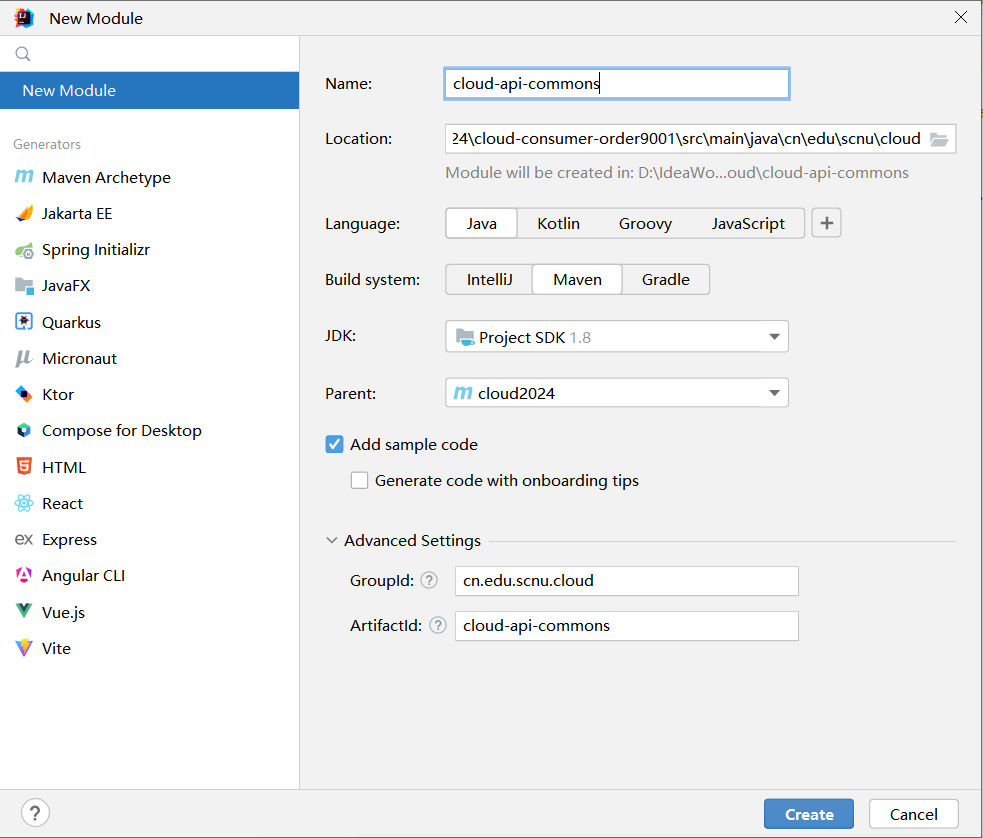 New Module
New Module
Generators
Maven Archetype
Jakarta EE
Spring Initializr
JavaFX
Quarkus
Micronaut
Ktor
Compose for Desktop
HTML
React
ex Express
Angular CLI
Vue.js
Vite
Name: cloud-api-commons
Location: 24\cloud-consumer-order9001\src\main\java\cn\edu\scnu\cloud
Module will be created in: D:\IdeaWo...oud\cloud-api-commons
Language: Java Kotlin Groovy JavaScript +
Build system: IntelliJ Maven Gradle
JDK: Project SDK 1.8
Parent: m cloud2024
Add sample code
Generate code with onboarding tips
Advanced Settings
GroupId: ? cn.edu.scnu.cloud
ArtifactId: ? cloud-api-commons
? Create Cancel